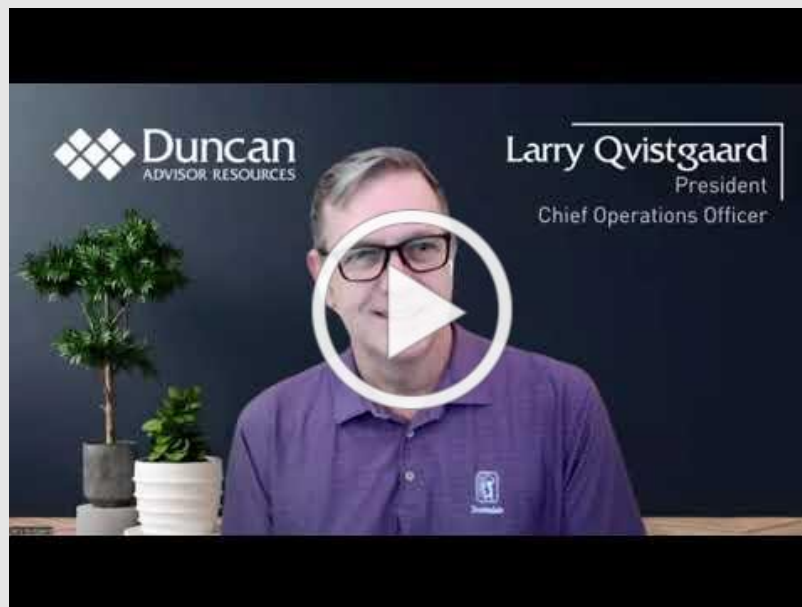 Duncan
ADVISOR RESOURCES
Larry Qvistgaard
President
Chief Operations Officer